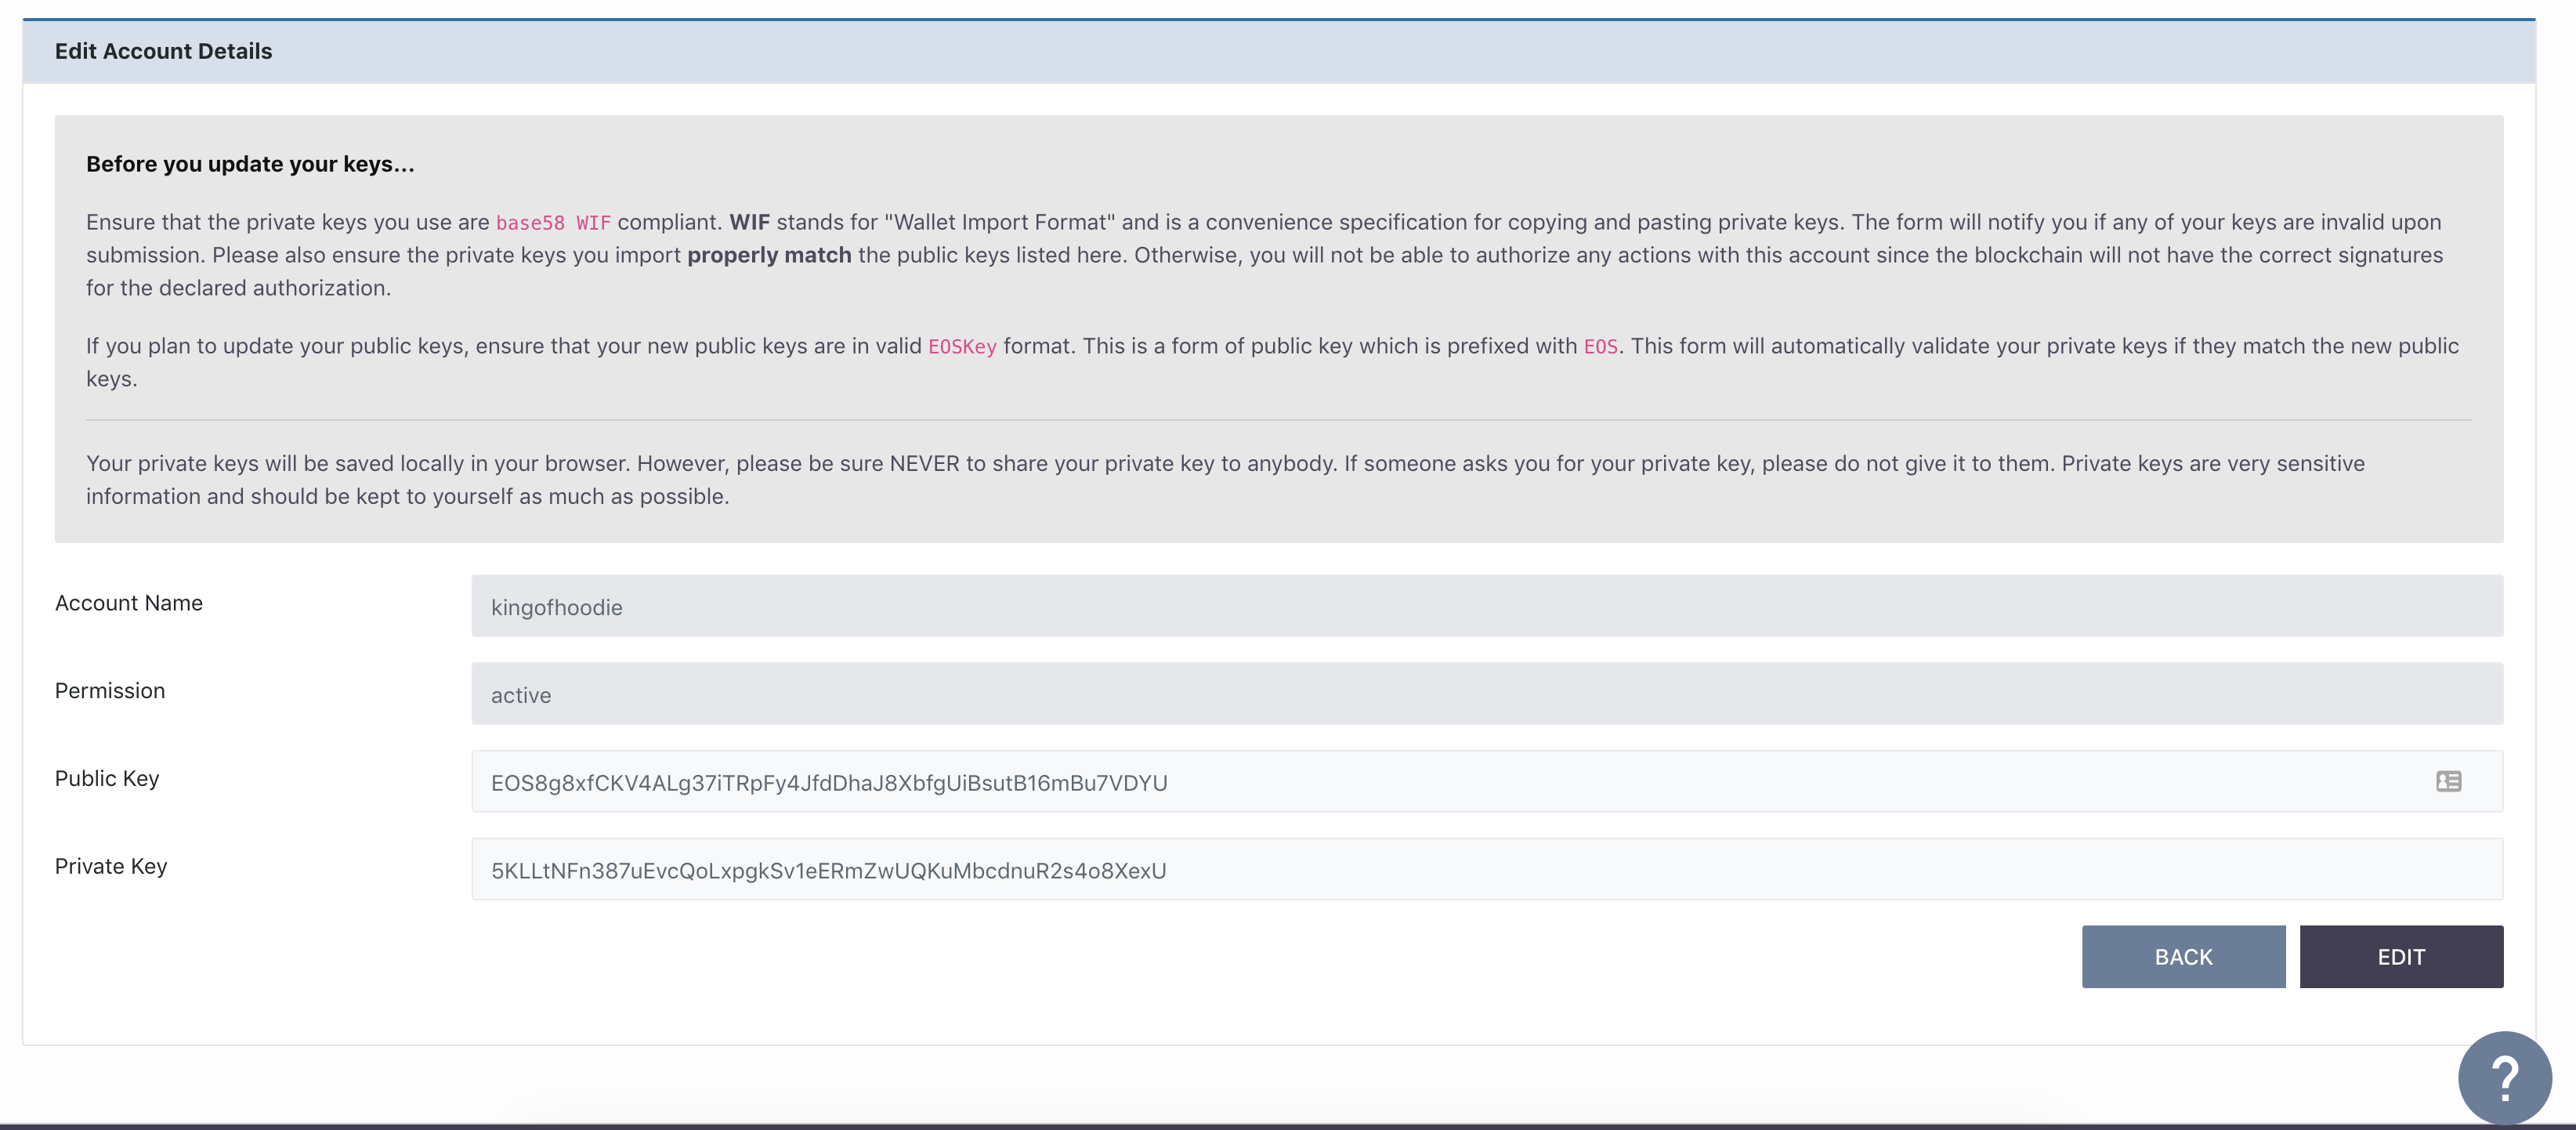 Edit Account Details
Before you update your keys...
Ensure that the private keys you use are base58 WIF compliant. WIF stands for "Wallet Import Format" and is a convenience specification for copying and pasting private keys. The form will notify you if any of your keys are invalid upon
submission. Please also ensure the private keys you import properly match the public keys listed here. Otherwise, you will not be able to authorize any actions with this account since the blockchain will not have the correct signatures
for the declared authorization.
If you plan to update your public keys, ensure that your new public keys are in valid EOSKey format. This is a form of public key which is prefixed with EOS. This form will automatically validate your private keys if they match the new public
keys.
Your private keys will be saved locally in your browser. However, please be sure NEVER to share your private key to anybody. If someone asks you for your private key, please do not give it to them. Private keys are very sensitive
information and should be kept to yourself as much as possible.
Account Name
kingofhoodie
Permission
active
Public Key
EOS8g8xfCKV4ALg37iTRpFy4JfdDhaJ8XbfgUiBsutB16mBu7VDYU
Private Key
5KLLtNFn387uEvcQoLxpgkSv1eERmZwUQKuMbcdnuR2s4o8XexU
BACK
EDIT
?